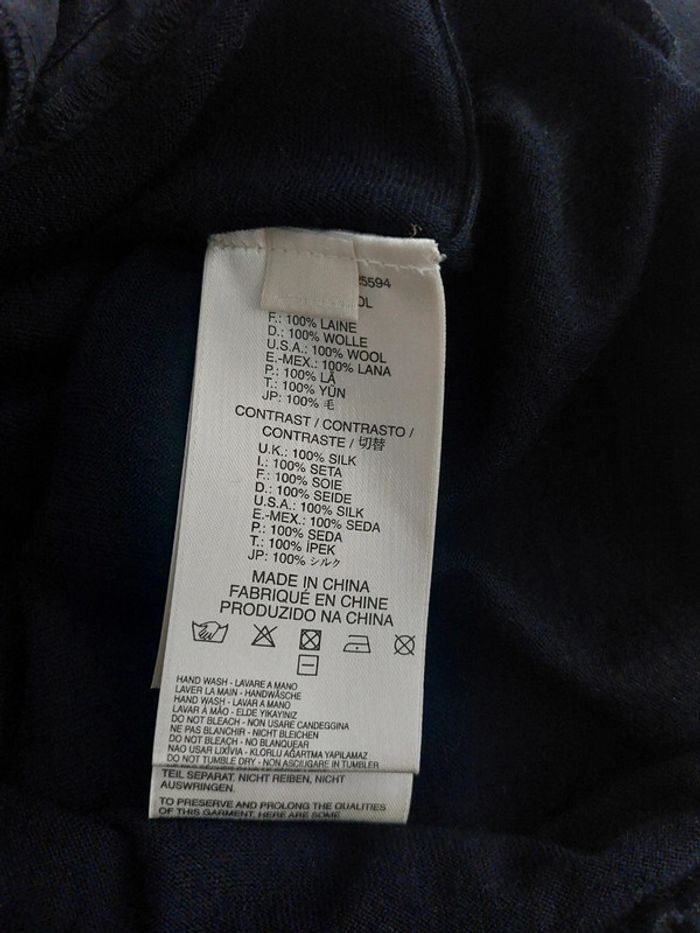 25594
OL
F.: 100% LAINE
D.: 100% WOLLE
U.S.A.: 100% WOOL
E.-MEX.: 100% LANA
P.: 100% LÃ
T.: 100% YÜN
JP: 100% 毛
CONTRAST / CONTRASTO /
CONTRASTE / 切替
U.K.: 100% SILK
I.: 100% SETA
F.: 100% SOIE
D.: 100% SEIDE
U.S.A.: 100% SILK
E.-MEX.: 100% SEDA
P.: 100% SEDA
T.: 100% İPEK
JP: 100% シルク
MADE IN CHINA
FABRIQUÉ EN CHINE
PRODUZIDO NA CHINA
HAND WASH - LAVARE A MANO
LAVER LA MAIN - HANDWÄSCHE
HAND WASH - LAVAR A MANO
LAVAR À MÃO - ELDE YIKAYINIZ
DO NOT BLEACH - NON USARE CANDEGGINA
NE PAS BLANCHIR - NICHT BLEICHEN
DO NOT BLEACH - NO BLANQUEAR
NAO USAR LIXÍVIA - KLORLU AĞARTMA YAPILAMAZ
DO NOT TUMBLE DRY - NON ASCIUGARE IN TUMBLER
TEIL SEPARAT. NICHT REIBEN, NICHT
AUSWRINGEN.
TO PRESERVE AND PROLONG THE QUALITIES
OF THIS GARMENT, HERE ARE SOME